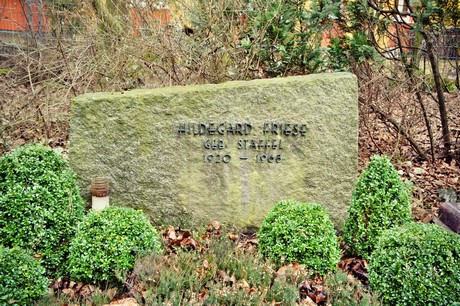 HILDEGARD FRIESE
GEB. STAFFEL
1920 – 1968